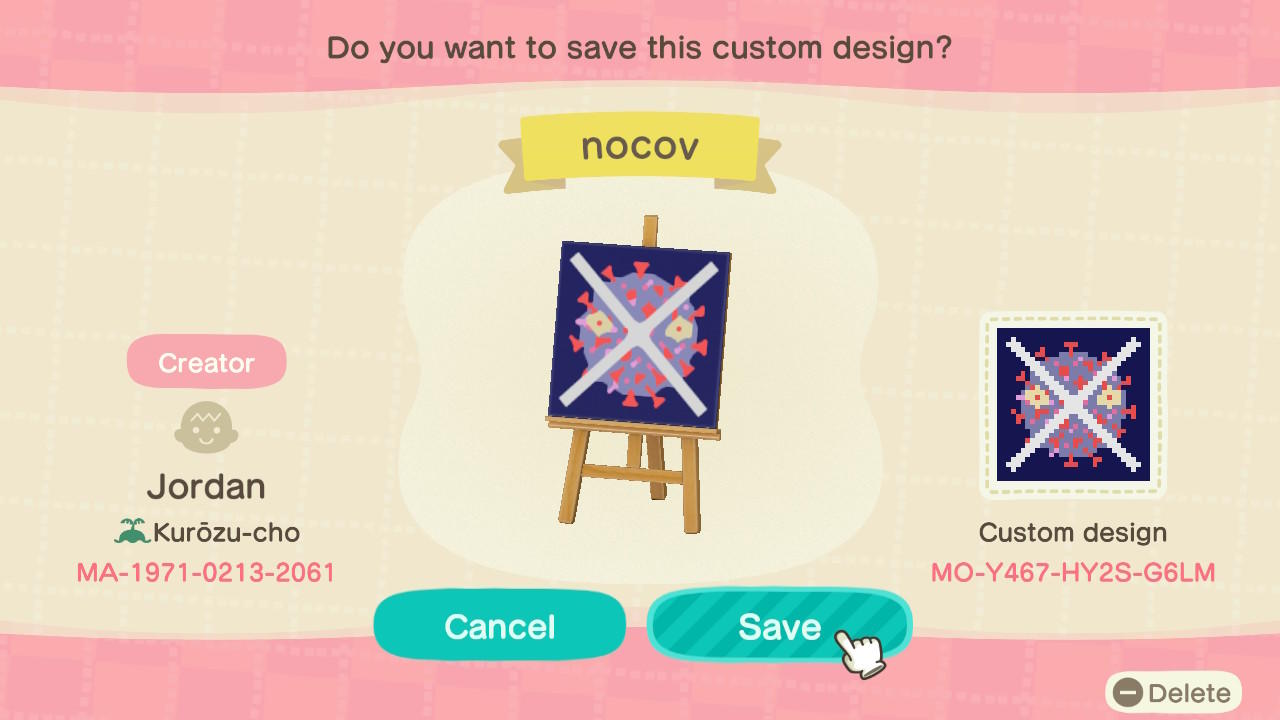 Do you want to save this custom design?
nocov
Creator
Jordan
Kurōzu-cho
MA-1971-0213-2061
Custom design
MO-Y467-HY2S-G6LM
Cancel
Save
Delete